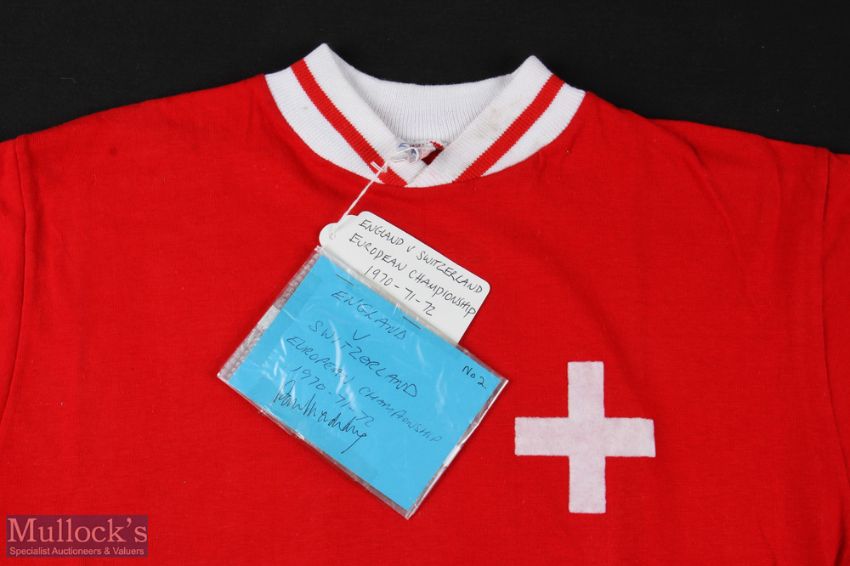 ENGLAND V SWITZERLAND
EUROPEAN CHAMPIONSHIP
1970-71-72
ENGLAND
V
SWITZERLAND
No 2
EUROPEAN CHAMPIONSHIP
1970-71-72
Mullock's
Specialist Auctioneers & Valuers